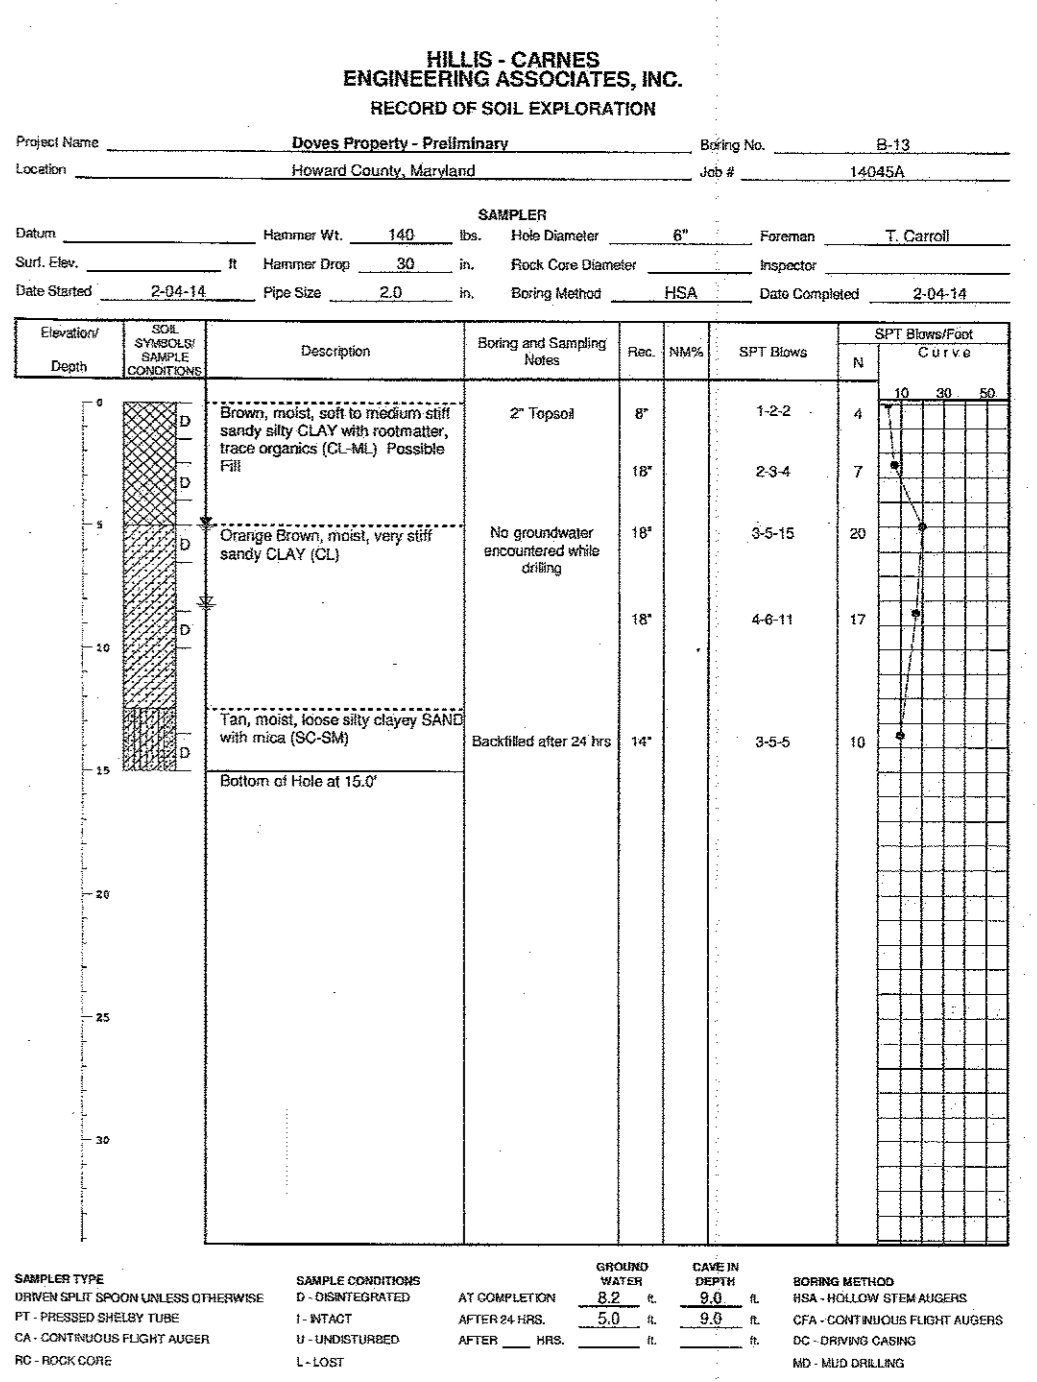 HILLIS - CARNES
ENGINEERING ASSOCIATES, INC.
RECORD OF SOIL EXPLORATION
Project Name Doves Property - Preliminary Boring No. B-13
Location Howard County, Maryland Job # 14045A
SAMPLER
Datum Hammer Wt. 140 lbs. Hole Diameter 6" Foreman T. Carroll
Surf. Elev. ft Hammer Drop 30 in. Rock Core Diameter Inspector
Date Started 2-04-14 Pipe Size 2.0 in. Boring Method HSA Date Completed 2-04-14
Elevation/
Depth
SOIL
SYMBOLS/
SAMPLE
CONDITIONS
Description
Boring and Sampling
Notes
Rec.
NM%
SPT Blows
N
SPT Blows/Foot
Curve
10 30 50
0
D
Brown, moist, soft to medium stiff
sandy silty CLAY with rootmatter,
trace organics (CL-ML) Possible
Fill
2" Topsoil
8"
1-2-2
4
D
18"
2-3-4
7
5
D
Orange Brown, moist, very stiff
sandy CLAY (CL)
No groundwater
encountered while
drilling
18"
3-5-15
20
D
18"
4-6-11
17
10
Tan, moist, loose silty clayey SAND
with mica (SC-SM)
D
Backfilled after 24 hrs
14"
3-5-5
10
15
Bottom of Hole at 15.0'
20
25
30
SAMPLER TYPE
DRIVEN SPLIT SPOON UNLESS OTHERWISE
PT - PRESSED SHELBY TUBE
CA - CONTINUOUS FLIGHT AUGER
RC - ROCK CORE
SAMPLE CONDITIONS
D - DISINTEGRATED
I - INTACT
U - UNDISTURBED
L - LOST
GROUND
WATER
CAVE IN
DEPTH
AT COMPLETION 8.2 ft. 9.0 ft.
AFTER 24 HRS. 5.0 ft. 9.0 ft.
AFTER HRS. ft. ft.
BORING METHOD
HSA - HOLLOW STEM AUGERS
CFA - CONTINUOUS FLIGHT AUGERS
DC - DRIVING CASING
MD - MUD DRILLING